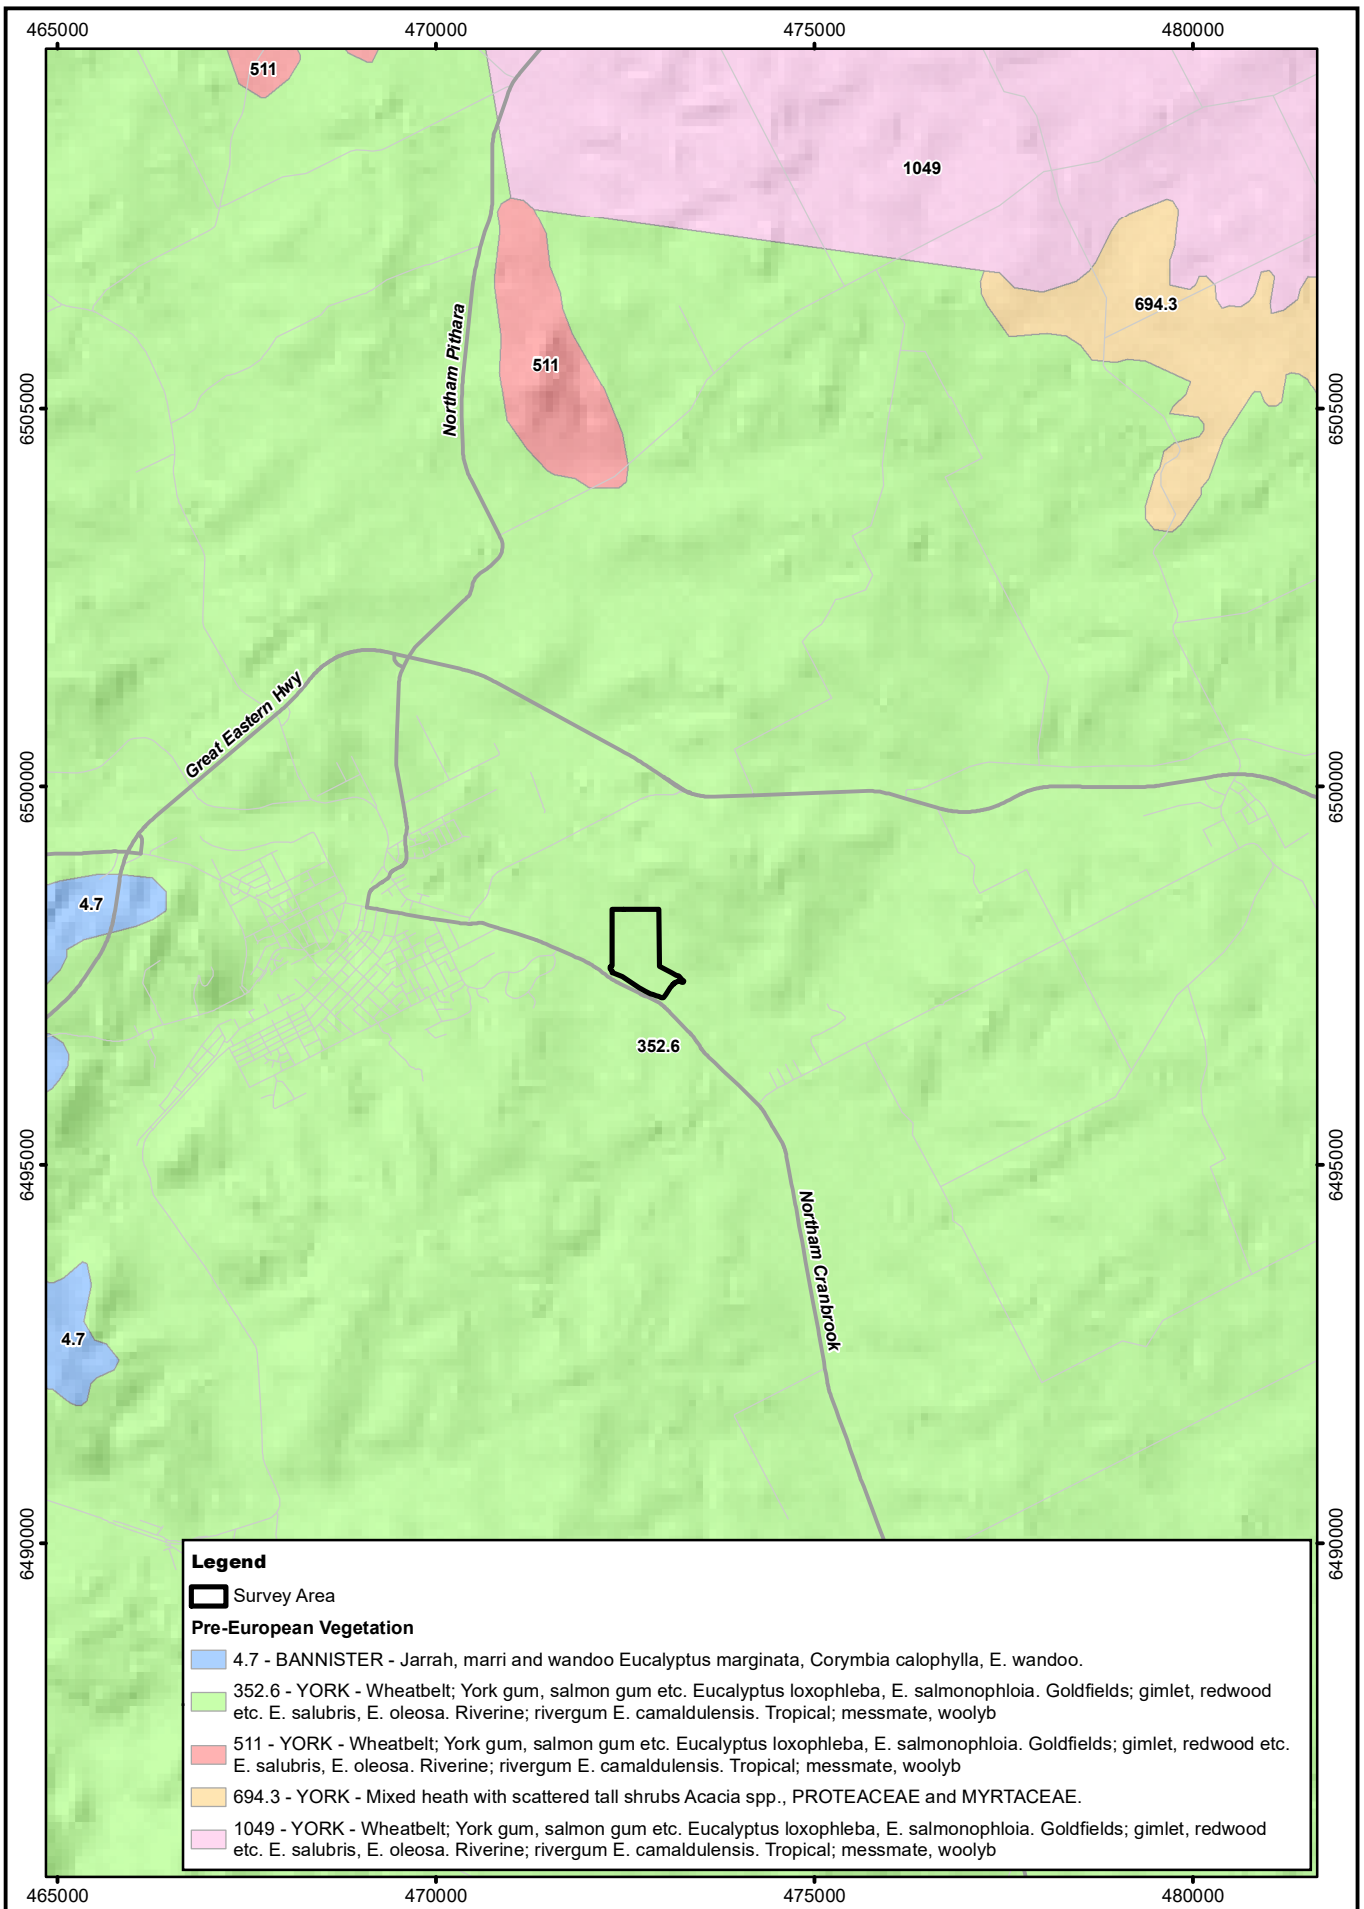 465000 470000 475000 480000
511
1049
694.3
Northam Pithara
511
6505000 6505000
Great Eastern Hwy
6500000 6500000
4.7
352.6
6495000 6495000
Northam Cranbrook
4.7
6490000 6490000
Legend
Survey Area
Pre-European Vegetation
4.7 - BANNISTER - Jarrah, marri and wandoo Eucalyptus marginata, Corymbia calophylla, E. wandoo.
352.6 - YORK - Wheatbelt; York gum, salmon gum etc. Eucalyptus loxophleba, E. salmonophloia. Goldfields; gimlet, redwood
etc. E. salubris, E. oleosa. Riverine; rivergum E. camaldulensis. Tropical; messmate, woolyb
511 - YORK - Wheatbelt; York gum, salmon gum etc. Eucalyptus loxophleba, E. salmonophloia. Goldfields; gimlet, redwood etc.
E. salubris, E. oleosa. Riverine; rivergum E. camaldulensis. Tropical; messmate, woolyb
694.3 - YORK - Mixed heath with scattered tall shrubs Acacia spp., PROTEACEAE and MYRTACEAE.
1049 - YORK - Wheatbelt; York gum, salmon gum etc. Eucalyptus loxophleba, E. salmonophloia. Goldfields; gimlet, redwood
etc. E. salubris, E. oleosa. Riverine; rivergum E. camaldulensis. Tropical; messmate, woolyb
465000 470000 475000 480000